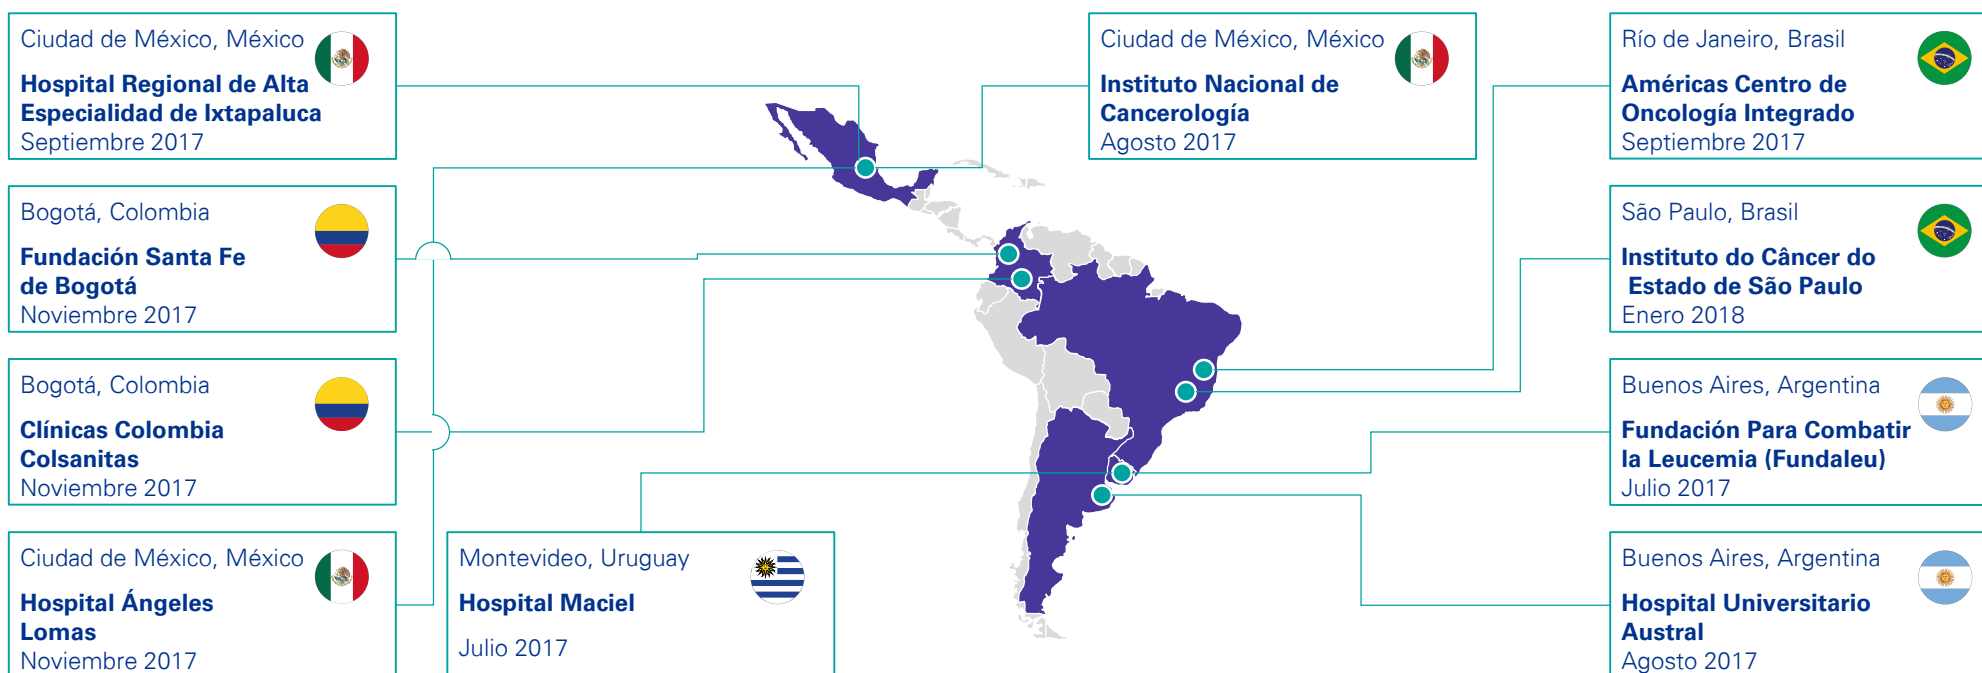 Ciudad de México, México
Hospital Regional de Alta
Especialidad de Ixtapaluca
Septiembre 2017
Bogotá, Colombia
Fundación Santa Fe
de Bogotá
Noviembre 2017
Bogotá, Colombia
Clínicas Colombia
Colsanitas
Noviembre 2017
Ciudad de México, México
Hospital Ángeles
Lomas
Noviembre 2017
Montevideo, Uruguay
Hospital Maciel
Julio 2017
Ciudad de México, México
Instituto Nacional de
Cancerología
Agosto 2017
Río de Janeiro, Brasil
Américas Centro de
Oncología Integrado
Septiembre 2017
São Paulo, Brasil
Instituto do Câncer do
Estado de São Paulo
Enero 2018
Buenos Aires, Argentina
Fundación Para Combatir
la Leucemia (Fundaleu)
Julio 2017
Buenos Aires, Argentina
Hospital Universitario
Austral
Agosto 2017